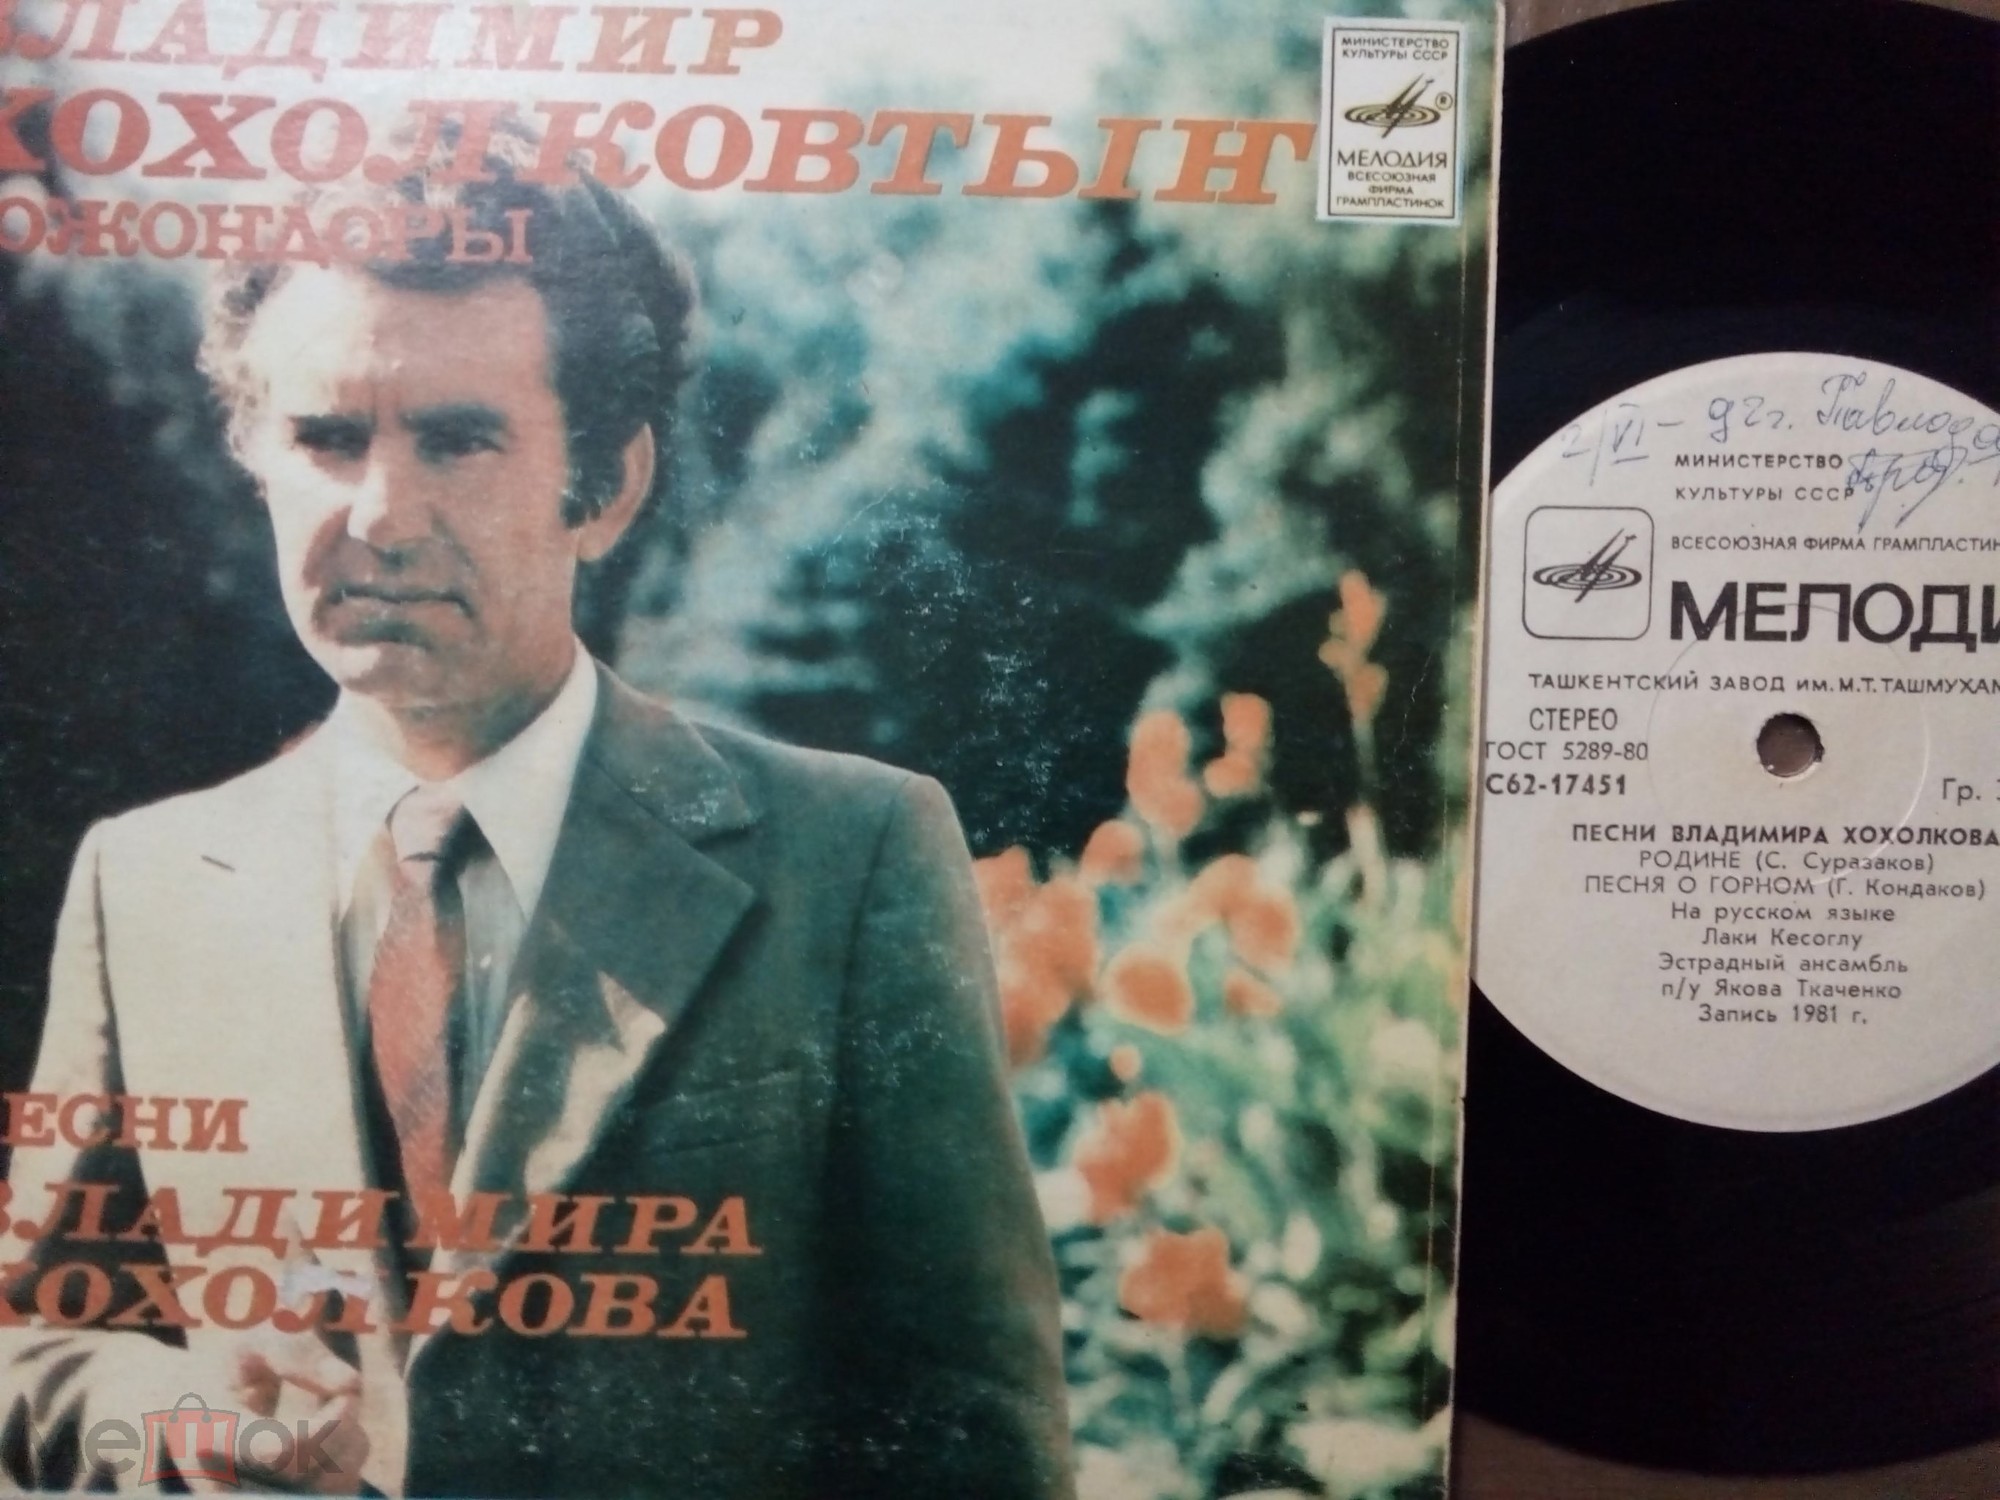 ВЛАДИМИР
ХОХОЛКОВТЫҤ
ОЖОНДОРЫ
МИНИСТЕРСТВО
КУЛЬТУРЫ СССР
МЕЛОДИЯ
ВСЕСОЮЗНАЯ
ФИРМА
ГРАМПЛАСТИНОК
ЕСНИ
ВЛАДИМИРА
ХОХОЛКОВА
Мешок
2/VI - 92г. Павлода
МИНИСТЕРСТВО
КУЛЬТУРЫ СССР
ВСЕСОЮЗНАЯ ФИРМА ГРАМПЛАСТИН
МЕЛОДИ
ТАШКЕНТСКИЙ ЗАВОД ИМ. М.Т. ТАШМУХАМ
СТЕРЕО
ГОСТ 5289-80
С62-17451
Гр.
ПЕСНИ ВЛАДИМИРА ХОХОЛКОВА
РОДИНЕ (С. Суразаков)
ПЕСНЯ О ГОРНОМ (Г. Кондаков)
На русском языке
Лаки Кесоглу
Эстрадный ансамбль
п/у Якова Ткаченко
Запись 1981 г.